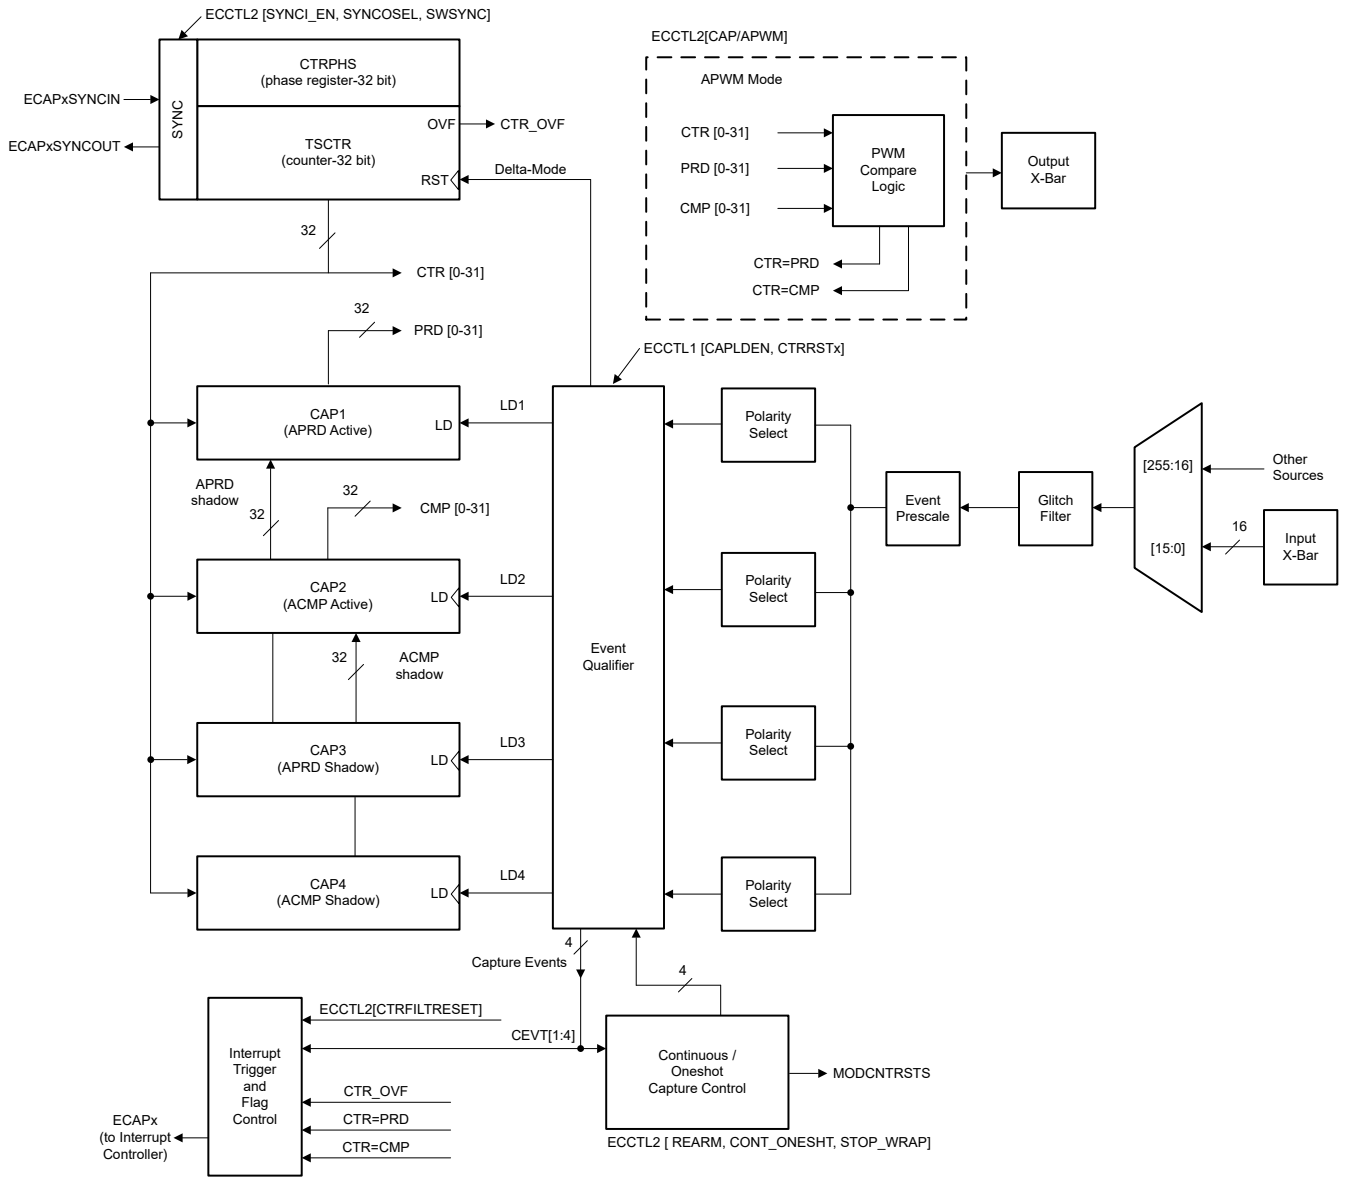 ECCTL2 [SYNCI_EN, SYNCOSEL, SWSYNC]
SYNC
CTRPHS
(phase register-32 bit)
ECAPxSYNCIN
ECAPxSYNCOUT
TSCTR
(counter-32 bit)
OVF
CTR_OVF
RST
Delta-Mode
32
CTR [0-31]
32
PRD [0-31]
ECCTL2[CAP/APWM]
APWM Mode
CTR [0-31]
PRD [0-31]
CMP [0-31]
PWM
Compare
Logic
CTR=PRD
CTR=CMP
Output
X-Bar
ECCTL1 [CAPLDEN, CTRRSTx]
CAP1
(APRD Active)
LD
LD1
APRD
shadow
32
32
CMP [0-31]
CAP2
(ACMP Active)
LD
LD2
32
ACMP
shadow
CAP3
(APRD Shadow)
LD
LD3
CAP4
(ACMP Shadow)
LD
LD4
Event
Qualifier
Polarity
Select
Polarity
Select
Polarity
Select
Polarity
Select
Event
Prescale
Glitch
Filter
[255:16]
[15:0]
Other
Sources
16
Input
X-Bar
4
Capture Events
4
ECCTL2[CTRFILTRESET]
CEVT[1:4]
Interrupt
Trigger
and
Flag
Control
CTR_OVF
CTR=PRD
CTR=CMP
ECAPx
(to Interrupt
Controller)
Continuous /
Oneshot
Capture Control
MODCNTRSTS
ECCTL2 [ REARM, CONT_ONESHT, STOP_WRAP]